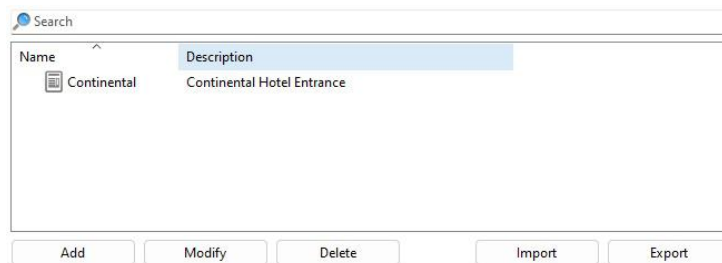 Search
Name Description
Continental Continental Hotel Entrance
Add Modify Delete Import Export